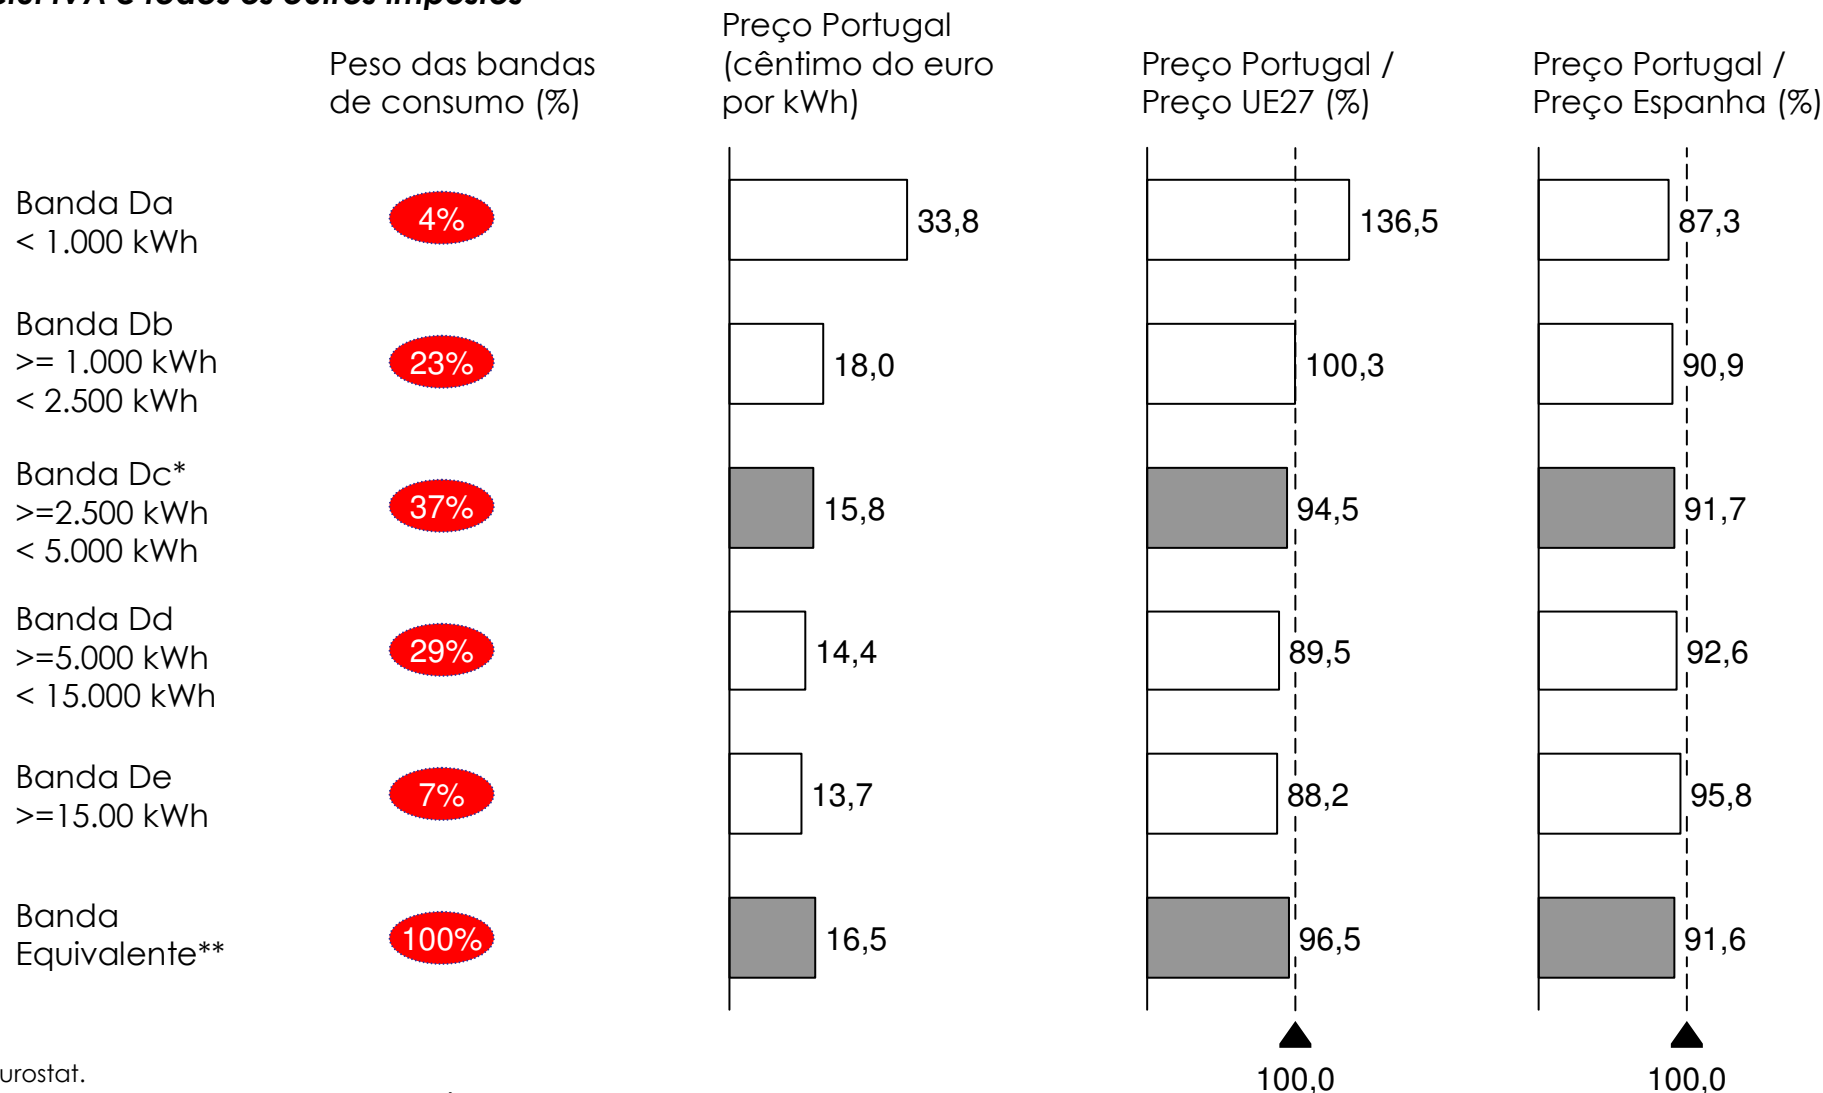 e todos os outros impostos
Peso das bandas
de consumo (%)
Preço Portugal
(cêntimo do euro
por kWh)
Preço Portugal /
Preço UE27 (%)
Preço Portugal /
Preço Espanha (%)
Banda Da
< 1.000 kWh
4%
33,8
136,5
87,3
Banda Db
>= 1.000 kWh
< 2.500 kWh
23%
18,0
100,3
90,9
Banda Dc*
>=2.500 kWh
< 5.000 kWh
37%
15,8
94,5
91,7
Banda Dd
>=5.000 kWh
< 15.000 kWh
29%
14,4
89,5
92,6
Banda De
>=15.00 kWh
7%
13,7
88,2
95,8
Banda
Equivalente**
100%
16,5
96,5
91,6
100,0
100,0
urostat.